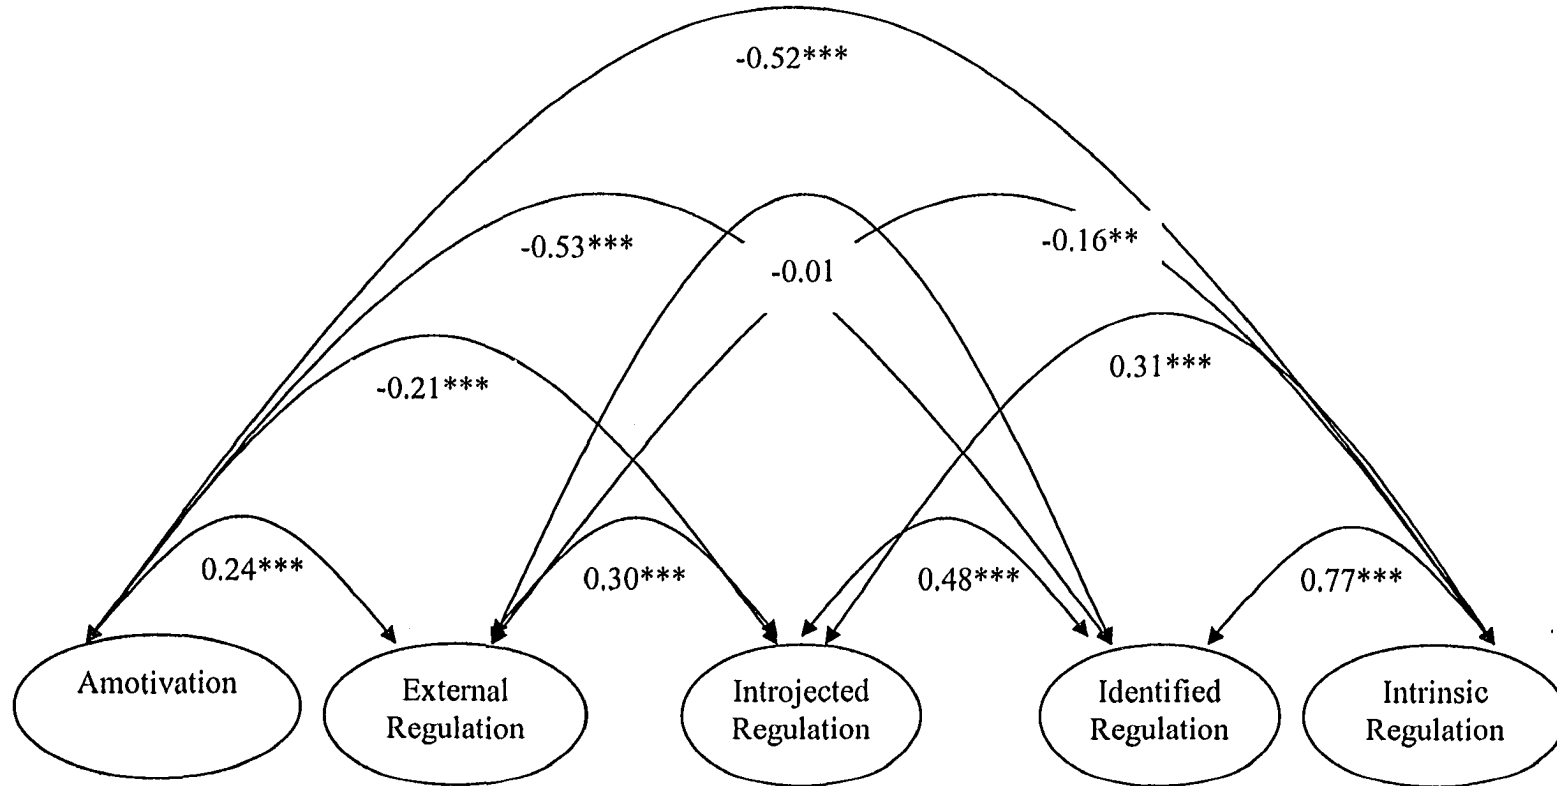 -0.52***
-0.53***
-0.01
-0.16**
-0.21***
0.31***
0.24***
0.30***
0.48***
0.77***
Amotivation
External
Regulation
Introjected
Regulation
Identified
Regulation
Intrinsic
Regulation